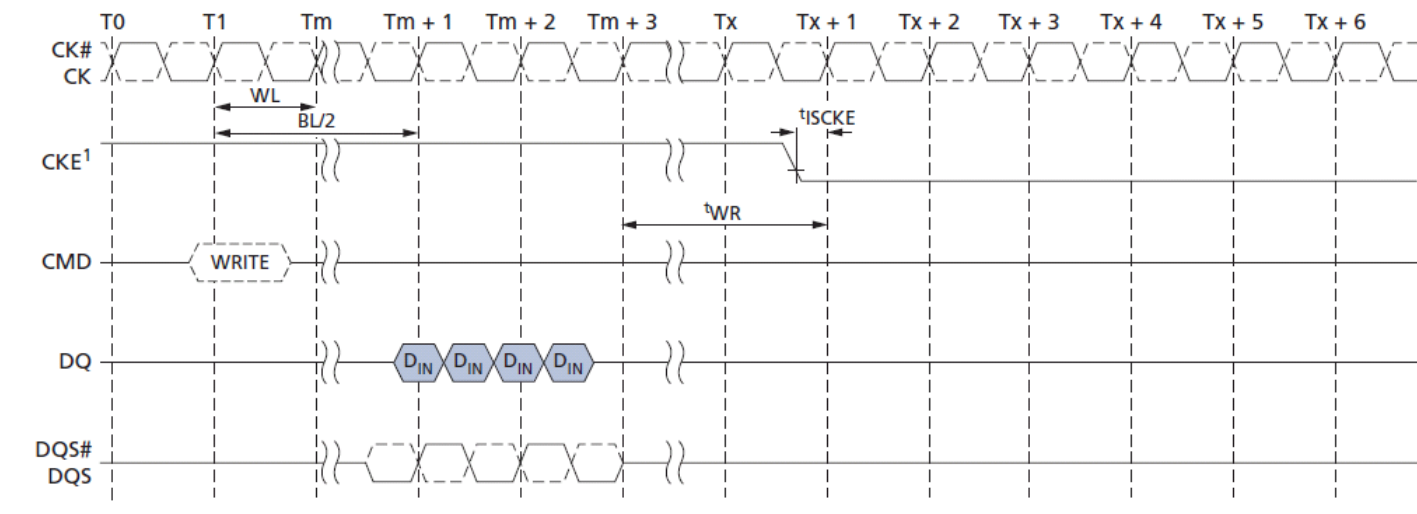 T0 T1 Tm Tm + 1 Tm + 2 Tm + 3 Tx Tx + 1 Tx + 2 Tx + 3 Tx + 4 Tx + 5 Tx + 6
CK#
CK
WL
BL/2
tISCKE
CKE1
tWR
CMD WRITE
DQ DIN DIN DIN DIN
DQS#
DQS